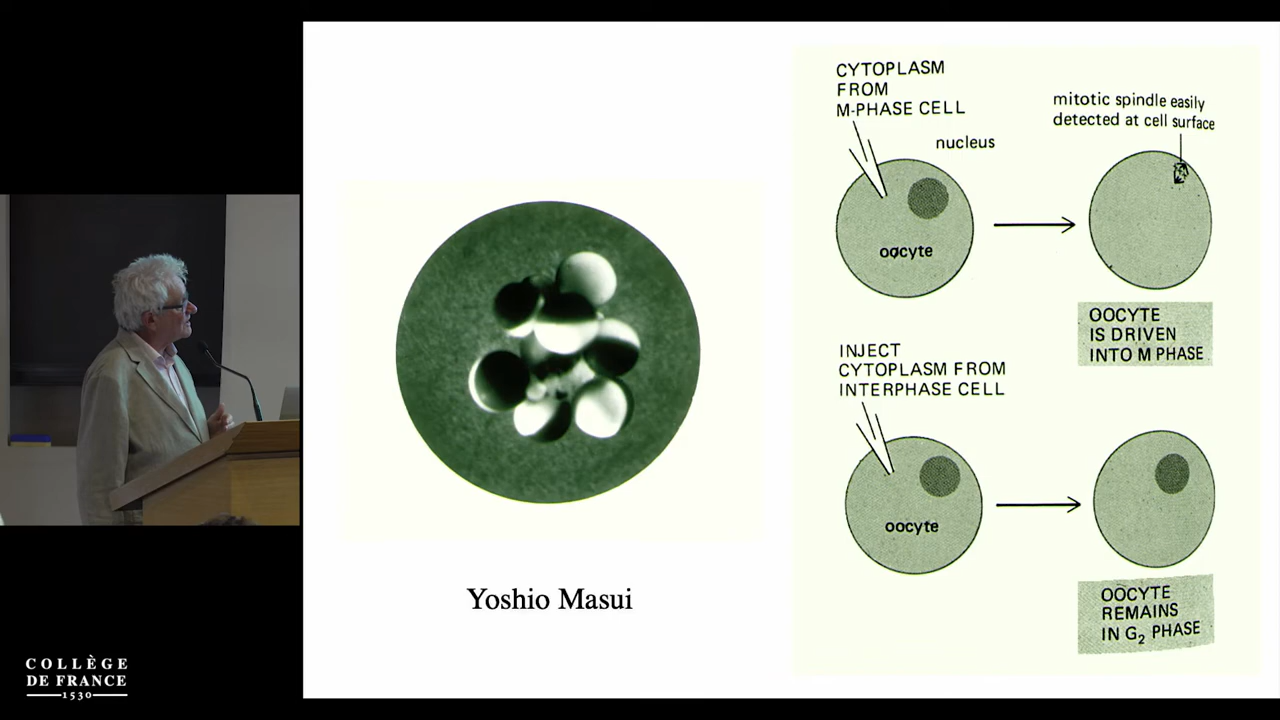 CYTOPLASM
FROM
M-PHASE CELL
nucleus
mitotic spindle easily
detected at cell surface
oocyte
OOCYTE
IS DRIVEN
INTO M PHASE
INJECT
CYTOPLASM FROM
INTERPHASE CELL
oocyte
OOCYTE
REMAINS
IN G₂ PHASE
Yoshio Masui
COLLÈGE
DE FRANCE
1530